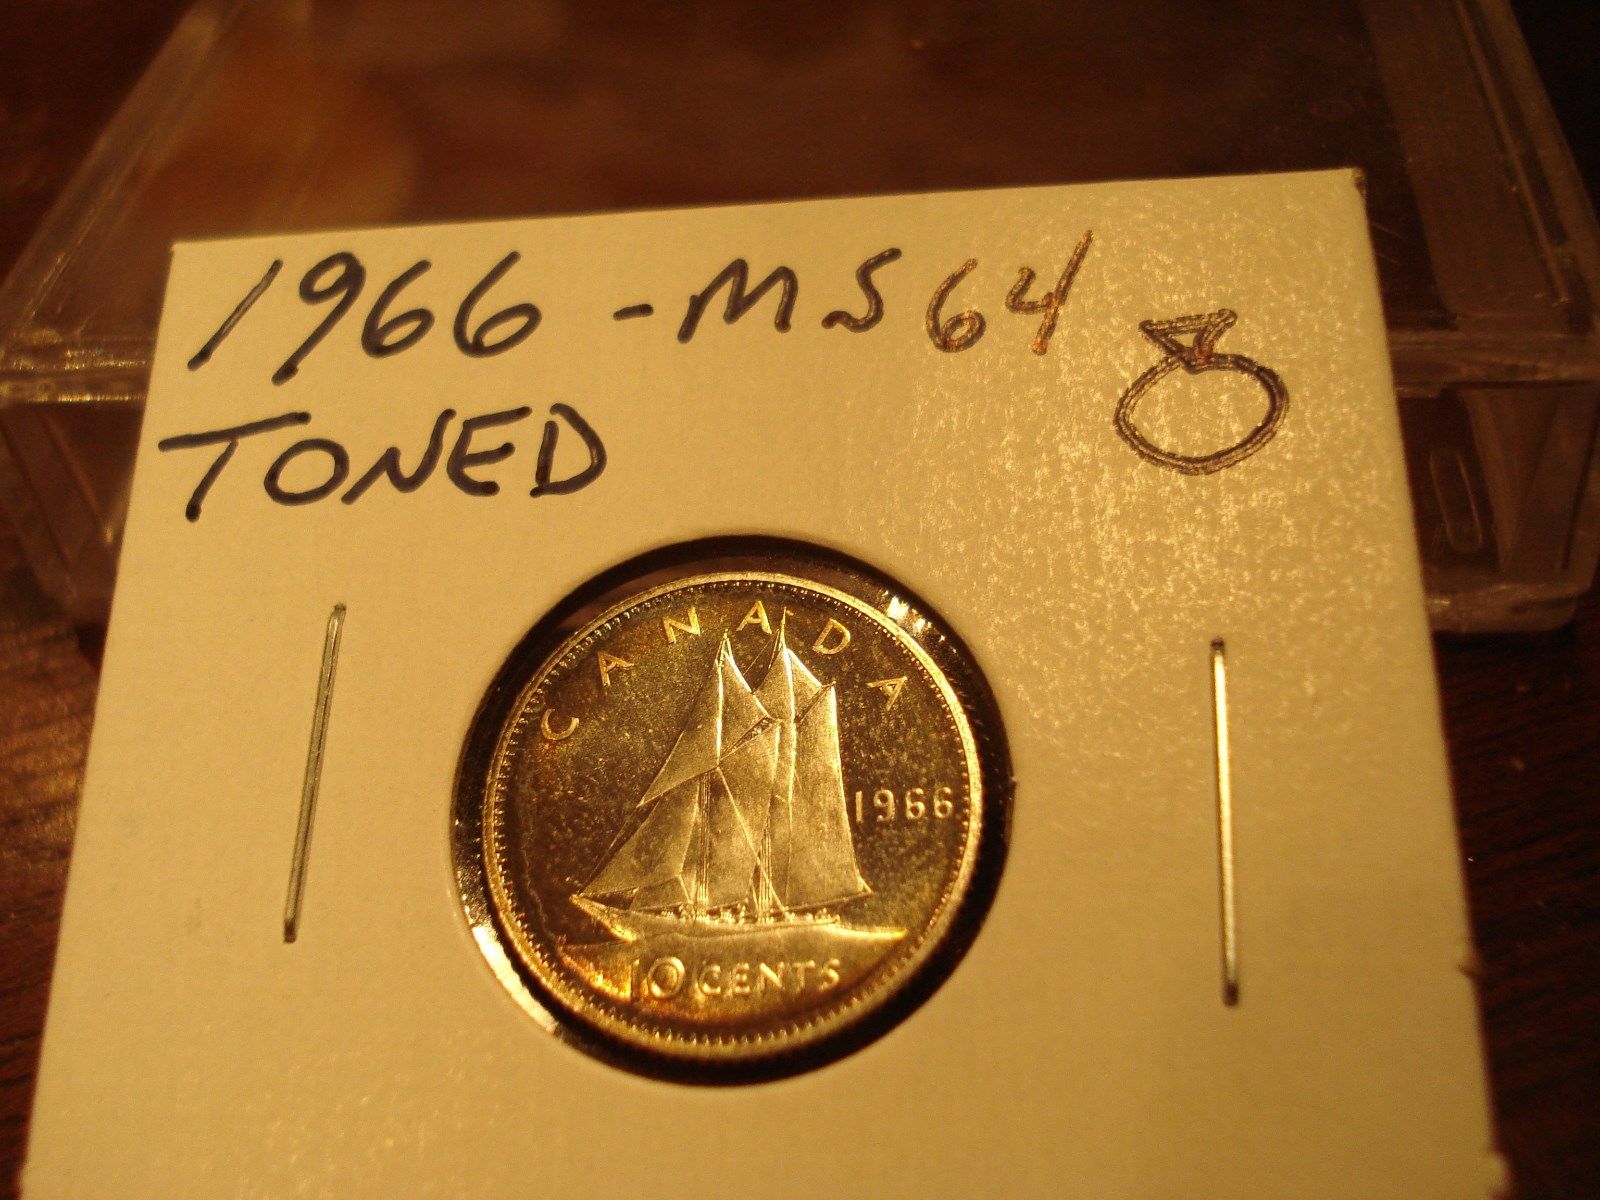 1966 - MS64
TONED
CANADA
1966
10 CENTS